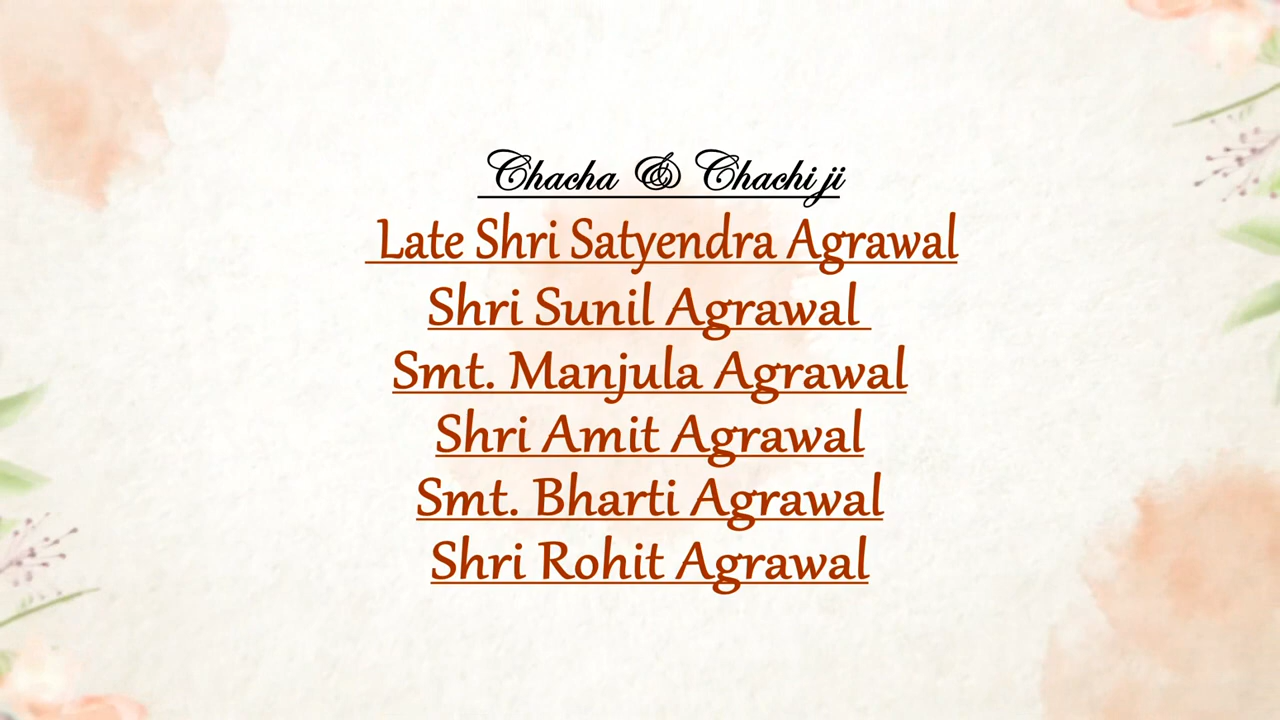 Chacha & Chachi ji
Late Shri Satyendra Agrawal
Shri Sunil Agrawal
Smt. Manjula Agrawal
Shri Amit Agrawal
Smt. Bharti Agrawal
Shri Rohit Agrawal